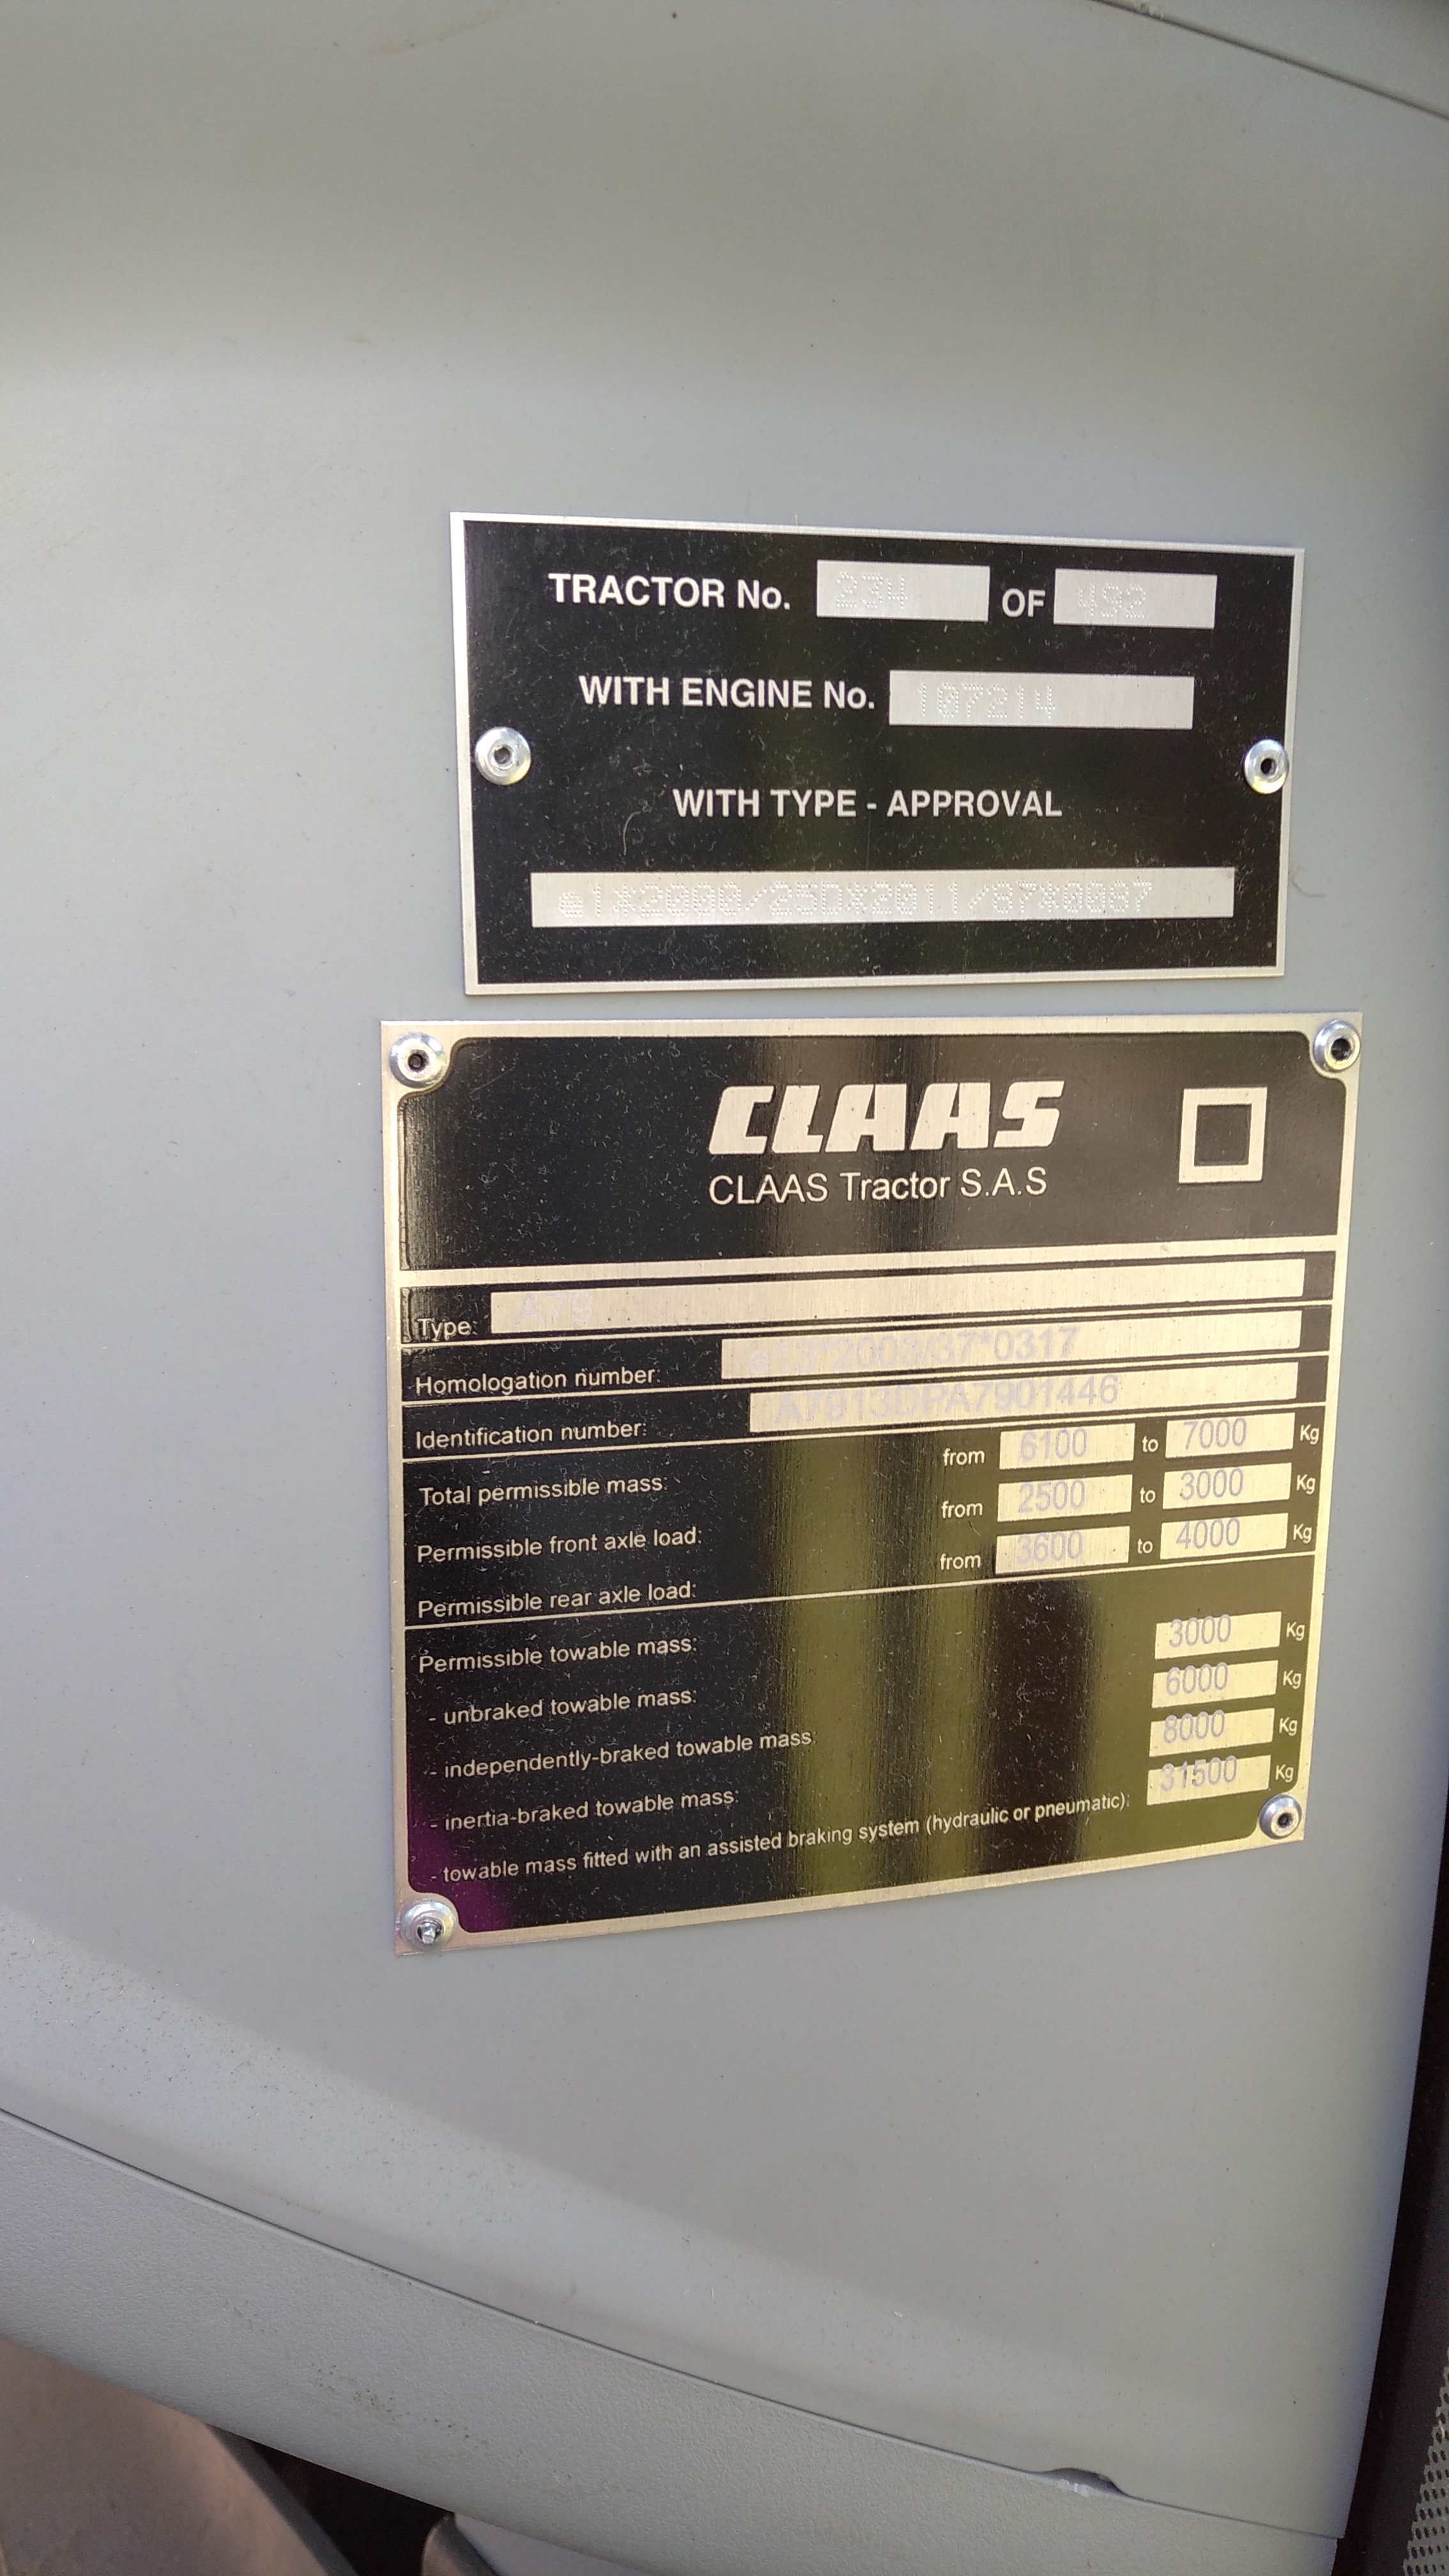 TRACTOR No. 234 OF 492
WITH ENGINE No. 107214
WITH TYPE - APPROVAL
e1*2000/25D*2011/87*0087
CLAAS
CLAAS Tractor S.A.S
Type: A79
Homologation number: e13*2003/37*0317
Identification number: A7913DPA7901446
Total permissible mass: from 6100 to 7000 Kg
Permissible front axle load: from 2500 to 3000 Kg
Permissible rear axle load: from 3600 to 4000 Kg
Permissible towable mass:
- unbraked towable mass: 3000 Kg
- independently-braked towable mass: 6000 Kg
- inertia-braked towable mass: 8000 Kg
- towable mass fitted with an assisted braking system (hydraulic or pneumatic): 31500 Kg